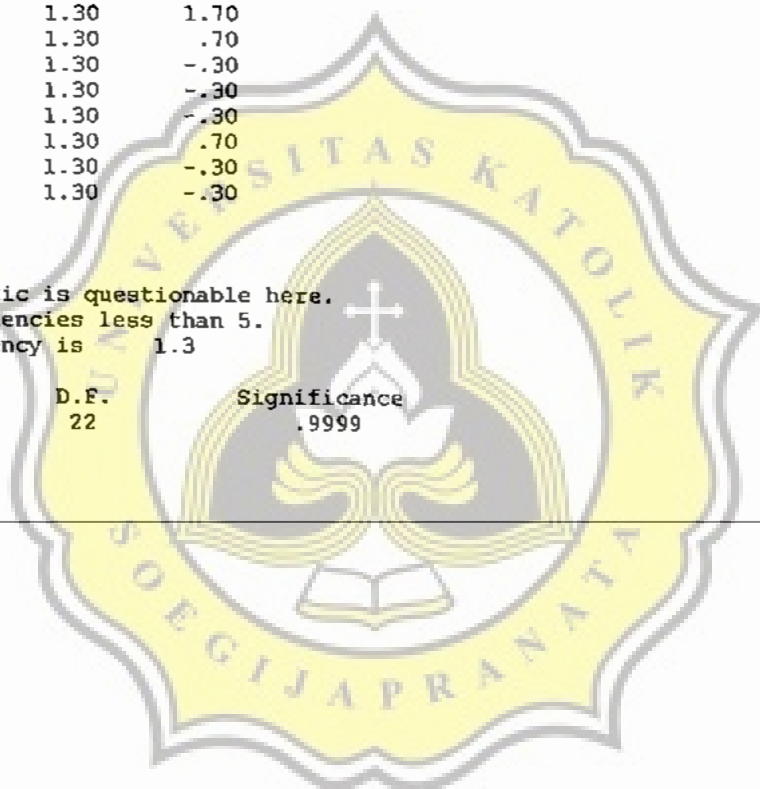 1.30 1.70
1.30 .70
1.30 -.30
1.30 -.30
1.30 -.30
1.30 .70
1.30 -.30
1.30 -.30
ic is questionable here.
encies less than 5.
ncy is 1.3
D.F. Significance
22 .9999
UNIVERSITAS KATOLIK
SOEGIJAPRANATA